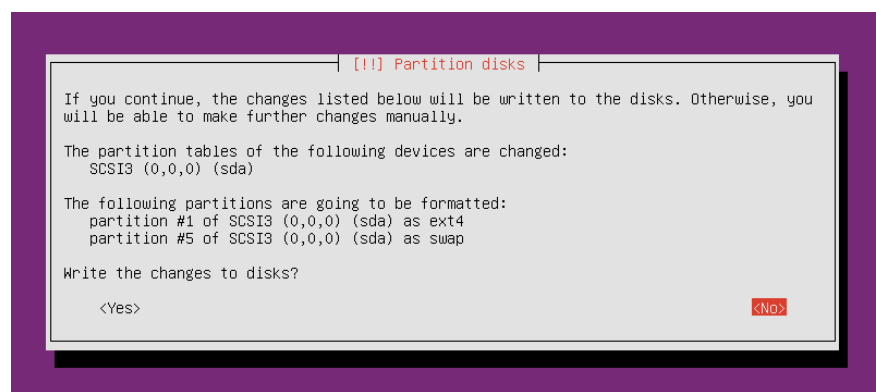 [!!] Partition disks
If you continue, the changes listed below will be written to the disks. Otherwise, you
will be able to make further changes manually.
The partition tables of the following devices are changed:
SCSI3 (0,0,0) (sda)
The following partitions are going to be formatted:
partition #1 of SCSI3 (0,0,0) (sda) as ext4
partition #5 of SCSI3 (0,0,0) (sda) as swap
Write the changes to disks?
<Yes> <No>